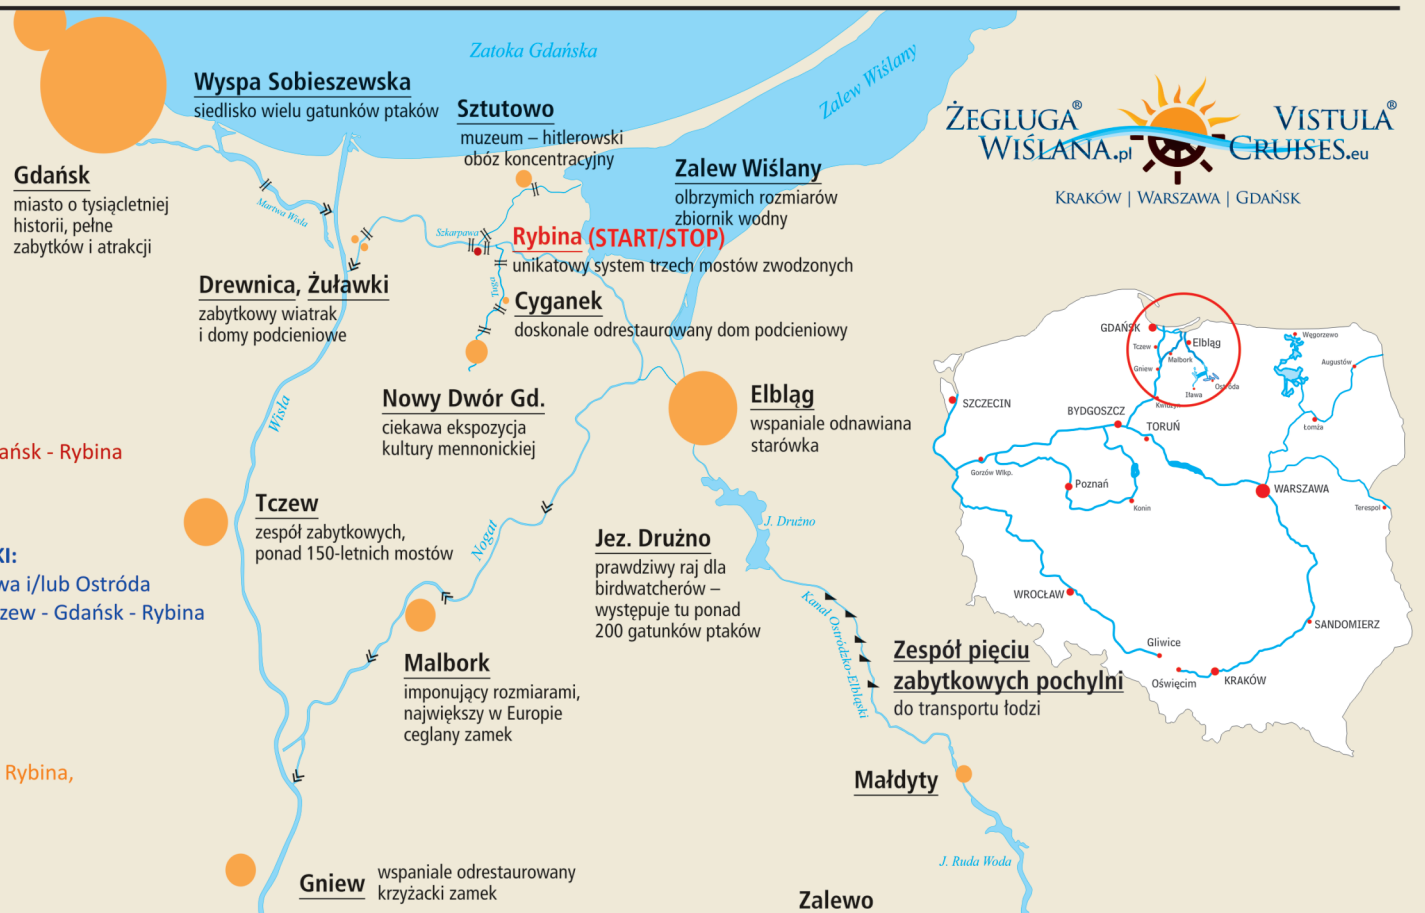 Zatoka Gdańska
Zalew Wiślany
Wyspa Sobieszewska
siedlisko wielu gatunków ptaków
Sztutowo
muzeum – hitlerowski
obóz koncentracyjny
Gdańsk
miasto o tysiącletniej
historii, pełne
zabytków i atrakcji
Martwa Wisła
Szkarpawa
Zalew Wiślany
olbrzymich rozmiarów
zbiornik wodny
Rybina (START/STOP)
unikatowy system trzech mostów zwodzonych
Drewnica, Żuławki
zabytkowy wiatrak
i domy podcieniowe
Tuga
Cyganek
doskonale odrestaurowany dom podcieniowy
Nowy Dwór Gd.
ciekawa ekspozycja
kultury mennonickiej
Elbląg
wspaniale odnawiana
starówka
Wisła
ańsk - Rybina
Tczew
zespół zabytkowych,
ponad 150-letnich mostów
Nogat
J. Drużno
Jez. Drużno
prawdziwy raj dla
birdwatcherów –
występuje tu ponad
200 gatunków ptaków
KI:
wa i/lub Ostróda
zew - Gdańsk - Rybina
Kanał Ostródzko-Elbląski
Malbork
imponujący rozmiarami,
największy w Europie
ceglany zamek
Zespół pięciu
zabytkowych pochylni
do transportu łodzi
Rybina,
Małdyty
J. Ruda Woda
Gniew
wspaniale odrestaurowany
krzyżacki zamek
Zalewo
ŻEGLUGA®
WIŚLANA.pl
VISTULA®
CRUISES.eu
KRAKÓW | WARSZAWA | GDAŃSK
GDAŃSK
Elbląg
Tczew
Malbork
Gniew
Ostróda
Iława
Kwidzyn
Węgorzewo
Augustów
SZCZECIN
BYDGOSZCZ
TORUŃ
Łomża
Gorzów Wlkp.
Poznań
Konin
WARSZAWA
Terespol
WROCŁAW
Gliwice
Oświęcim
KRAKÓW
SANDOMIERZ